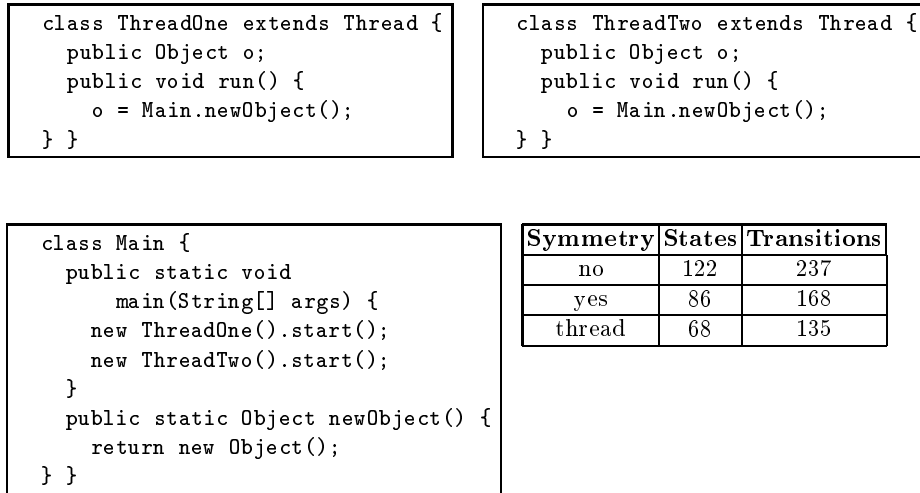 class ThreadOne extends Thread {
public Object o;
public void run() {
o = Main.newObject();
} }
class ThreadTwo extends Thread {
public Object o;
public void run() {
o = Main.newObject();
} }
class Main {
public static void
main(String[] args) {
new ThreadOne().start();
new ThreadTwo().start();
}
public static Object newObject() {
return new Object();
} }
Symmetry States Transitions
no 122 237
yes 86 168
thread 68 135